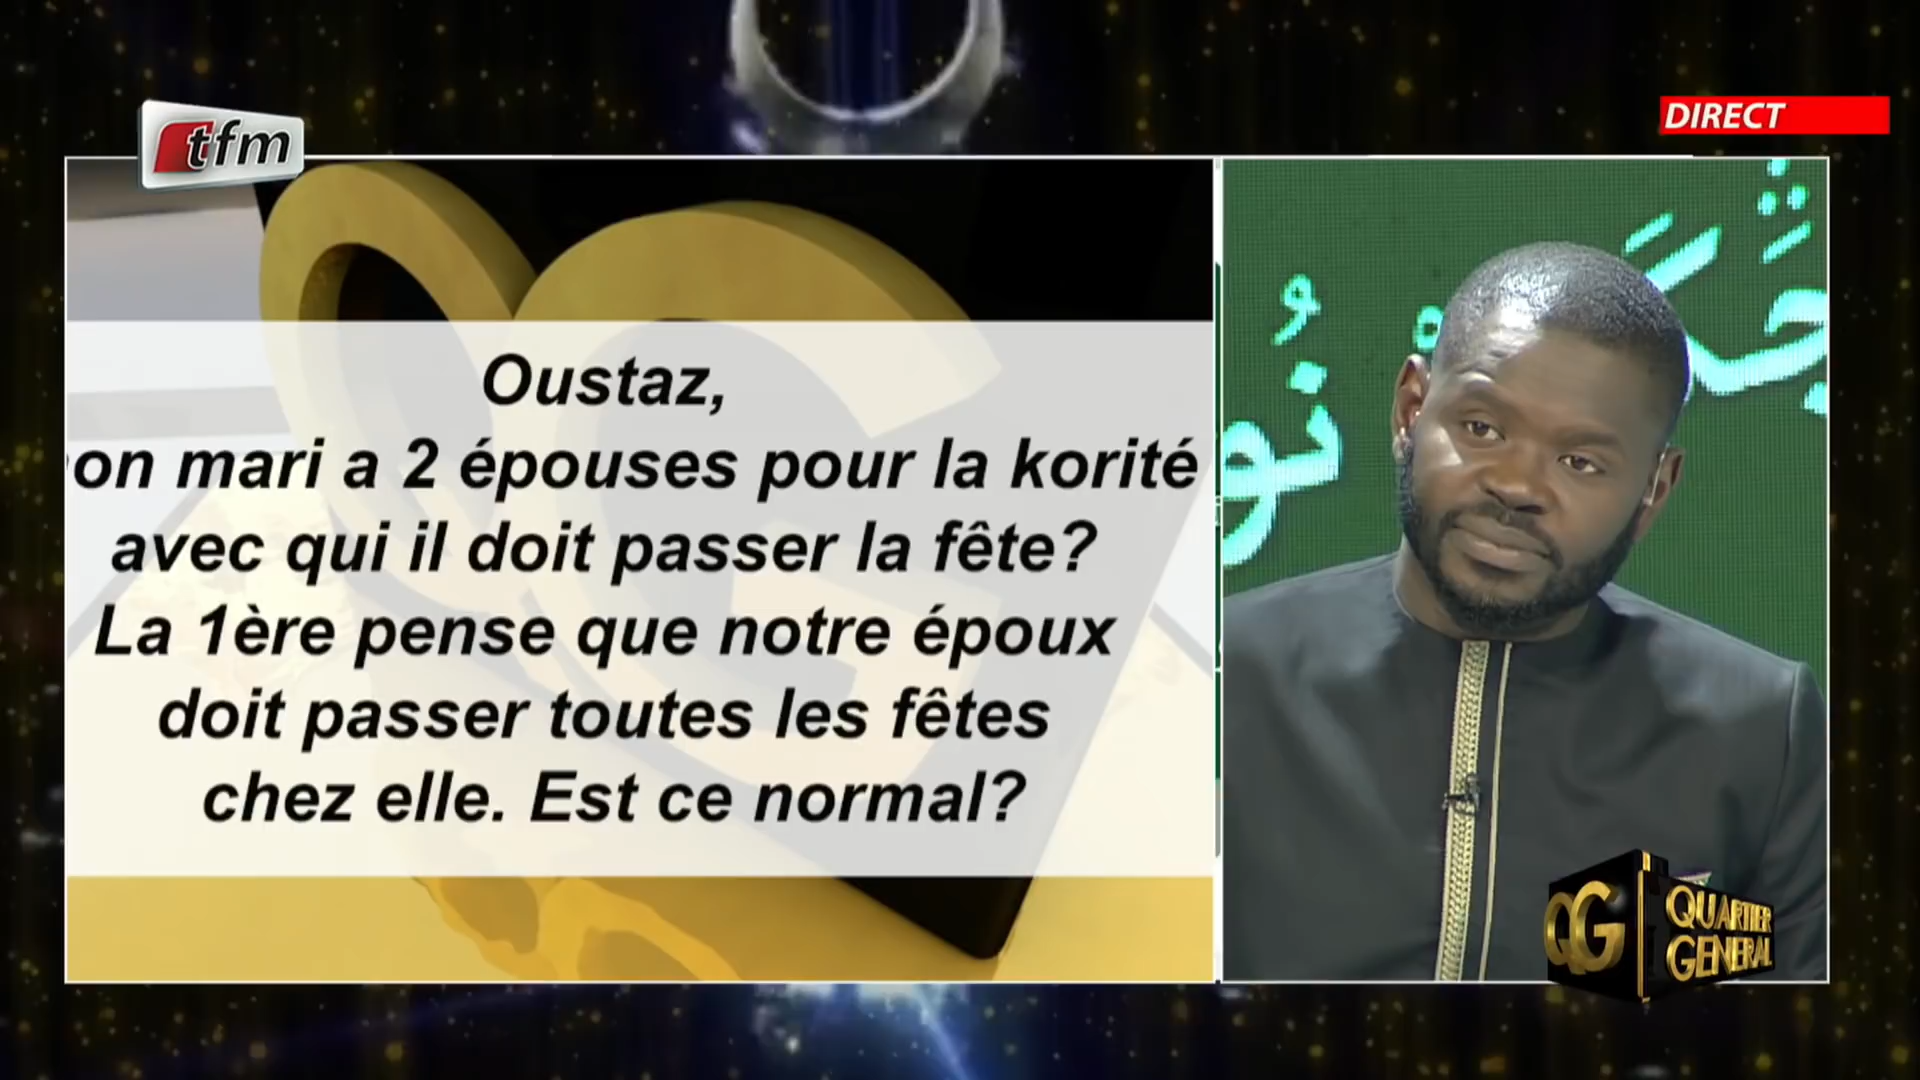 tfm
DIRECT
Oustaz,
on mari a 2 épouses pour la korité
avec qui il doit passer la fête?
La 1ère pense que notre époux
doit passer toutes les fêtes
chez elle. Est ce normal?
QG
QUARTIER
GENERAL